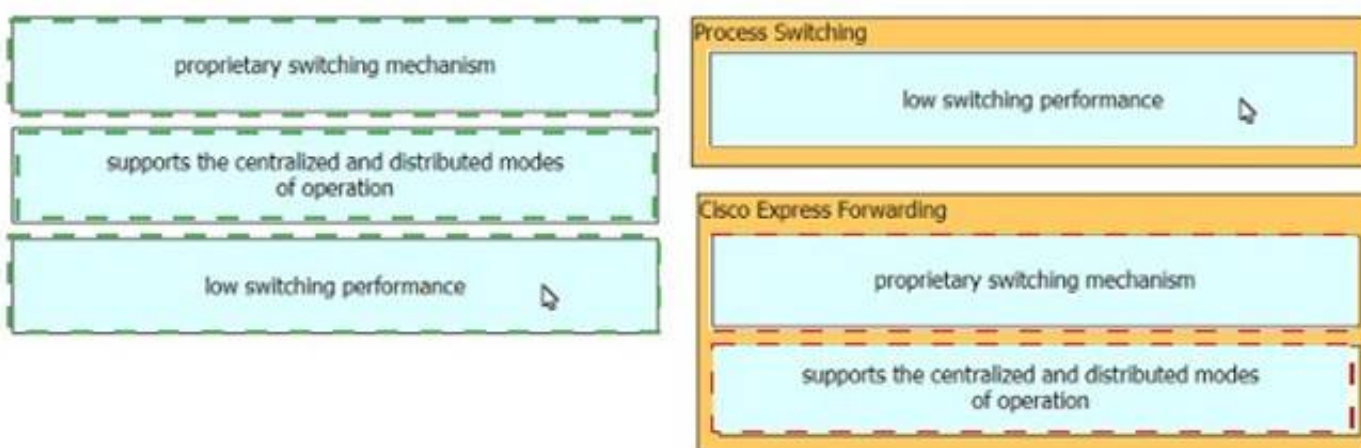 proprietary switching mechanism
supports the centralized and distributed modes
of operation
low switching performance
Process Switching
low switching performance
Cisco Express Forwarding
proprietary switching mechanism
supports the centralized and distributed modes
of operation